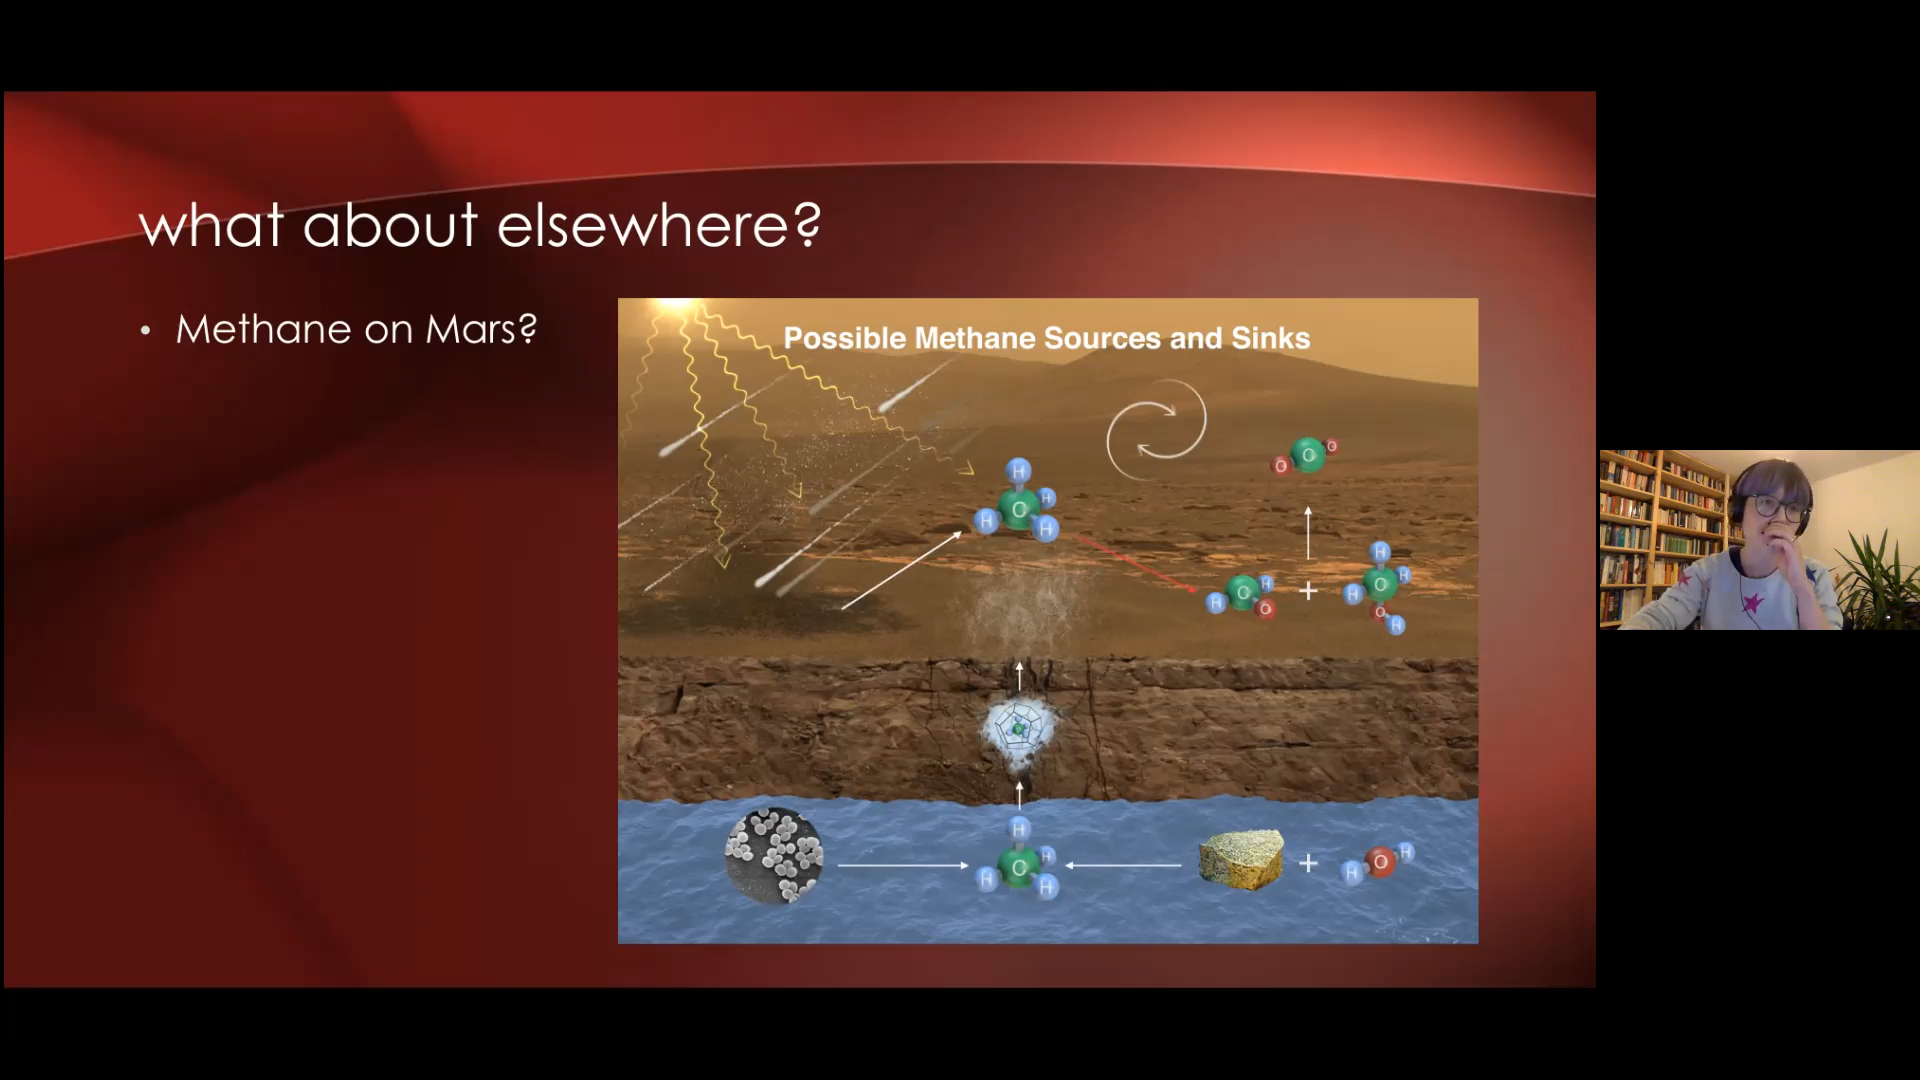 what about elsewhere?
• Methane on Mars?
Possible Methane Sources and Sinks
H
H
C
H
H
O
C
O
H
C
H
O
+
H
H
C
H
O
H
H
H
C
H
H
+
H
O
H